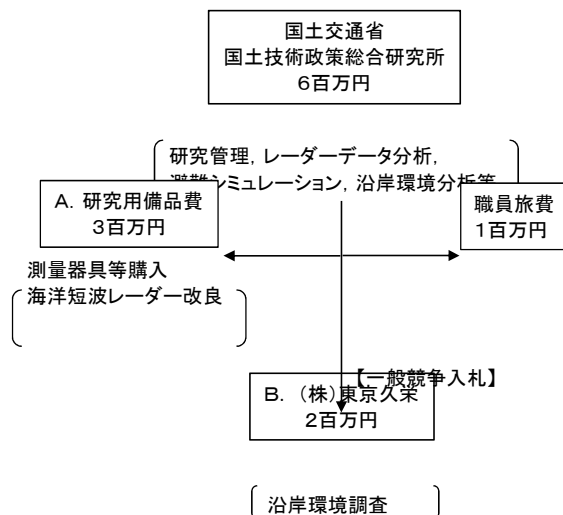 国土交通省
国土技術政策総合研究所
６百万円
研究管理，レーダーデータ分析，
避難シミュレーション，沿岸環境分析等
A．研究用備品費
３百万円
職員旅費
１百万円
測量器具等購入
海洋短波レーダー改良
【一般競争入札】
B．（株）東京久栄
２百万円
沿岸環境調査